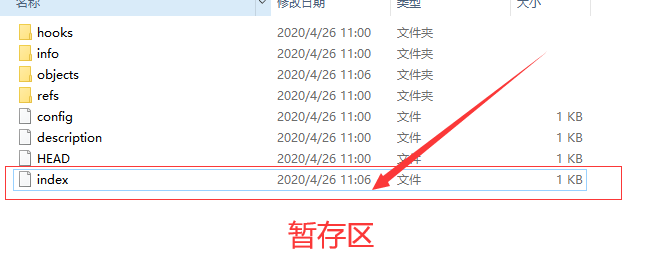 名称 修改日期 类型 大小
hooks 2020/4/26 11:00 文件夹
info 2020/4/26 11:00 文件夹
objects 2020/4/26 11:06 文件夹
refs 2020/4/26 11:00 文件夹
config 2020/4/26 11:00 文件 1 KB
description 2020/4/26 11:00 文件 1 KB
HEAD 2020/4/26 11:00 文件 1 KB
index 2020/4/26 11:06 文件 1 KB
暂存区